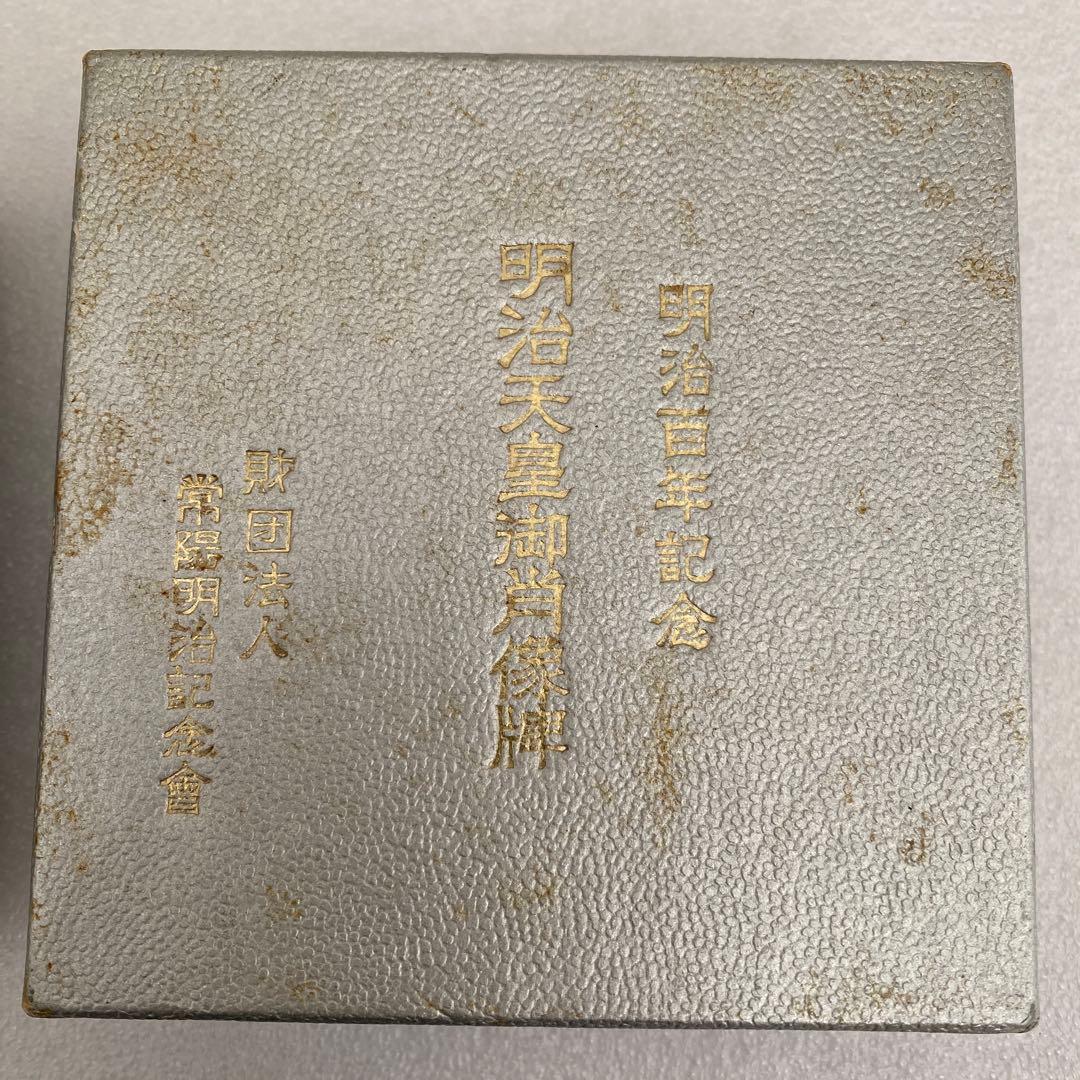 明治百年記念
明治天皇御肖像牌
財団法人
常陽明治記念會